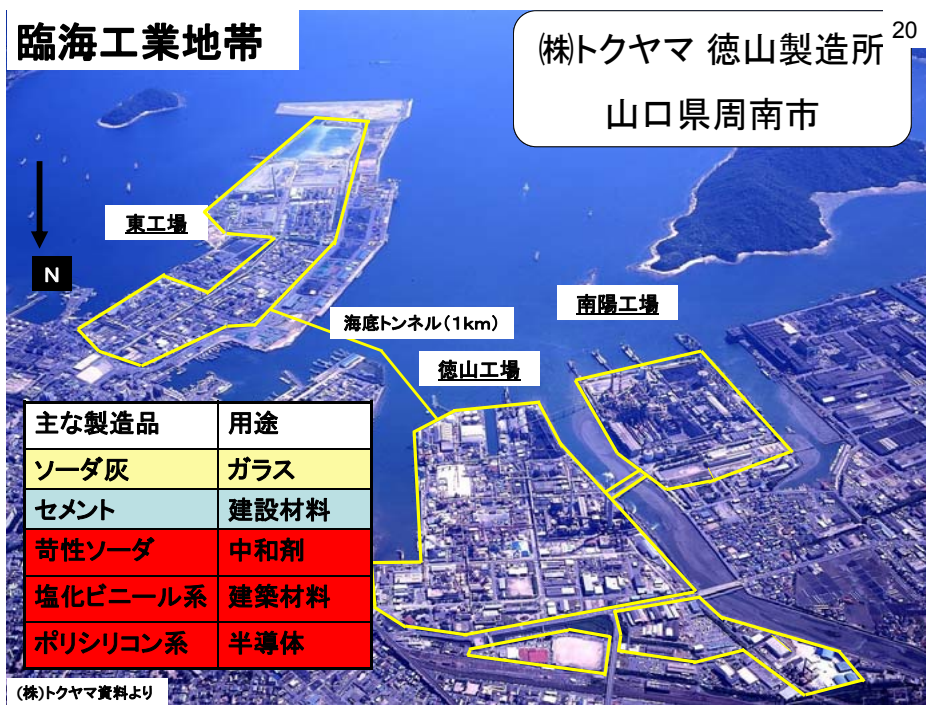 臨海工業地帯
㈱トクヤマ 徳山製造所
山口県周南市
20
東工場
N
南陽工場
海底トンネル(1km)
徳山工場
主な製造品 用途
ソーダ灰 ガラス
セメント 建設材料
苛性ソーダ 中和剤
塩化ビニール系 建築材料
ポリシリコン系 半導体
(株)トクヤマ資料より